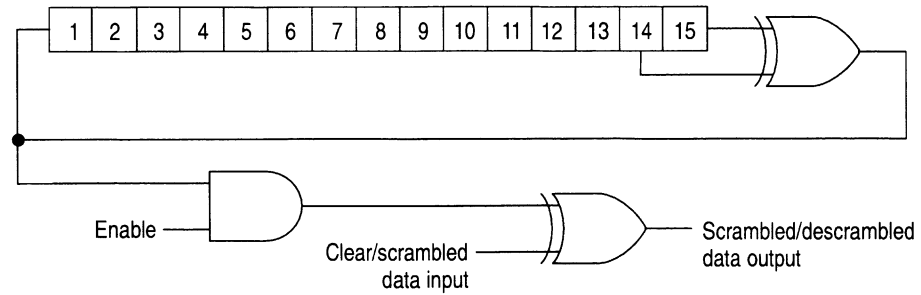 1 2 3 4 5 6 7 8 9 10 11 12 13 14 15
Enable
Clear/scrambled
data input
Scrambled/descrambled
data output